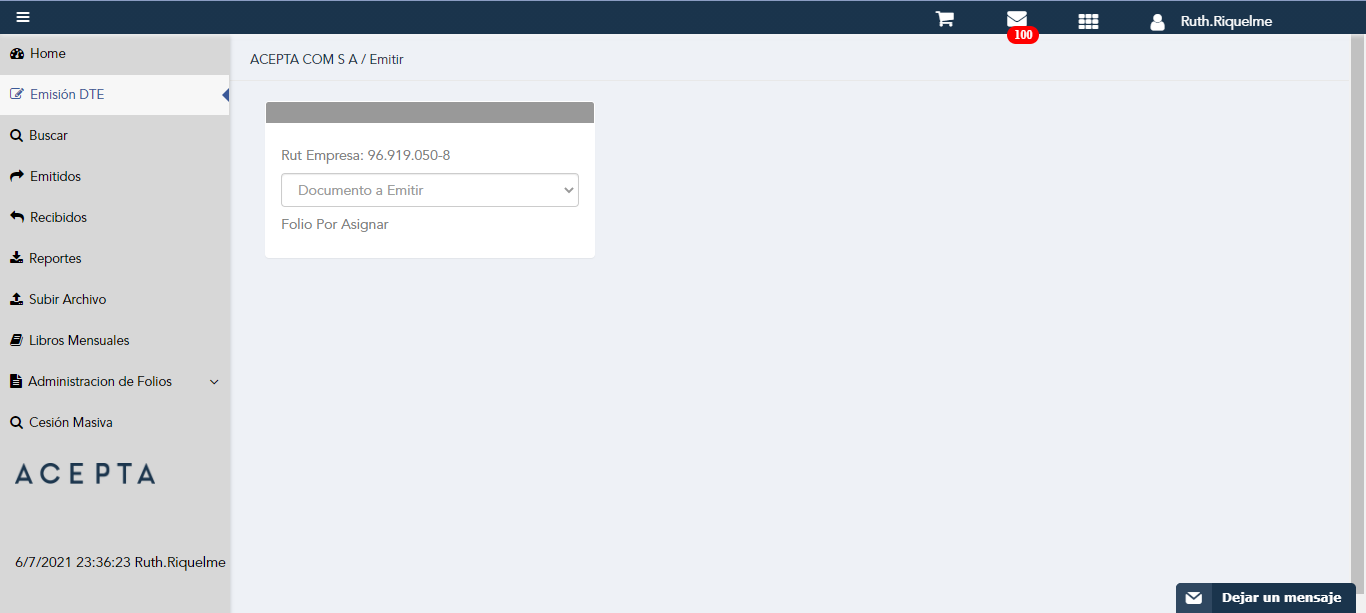 100
Ruth.Riquelme
Home
Emisión DTE
Buscar
Emitidos
Recibidos
Reportes
Subir Archivo
Libros Mensuales
Administracion de Folios
Cesión Masiva
ACEPTA
6/7/2021 23:36:23 Ruth.Riquelme
ACEPTA COM S A / Emitir
Rut Empresa: 96.919.050-8
Documento a Emitir
Folio Por Asignar
Dejar un mensaje